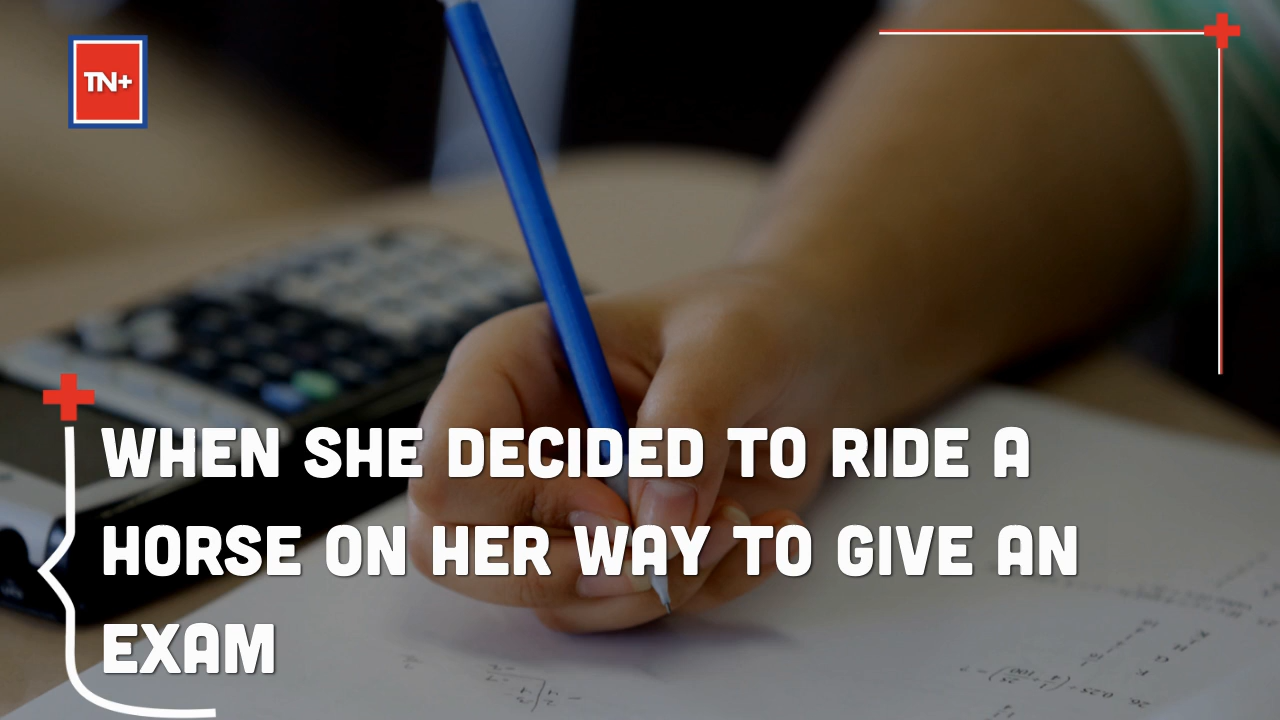 TN+
WHEN SHE DECIDED TO RIDE A
HORSE ON HER WAY TO GIVE AN
EXAM